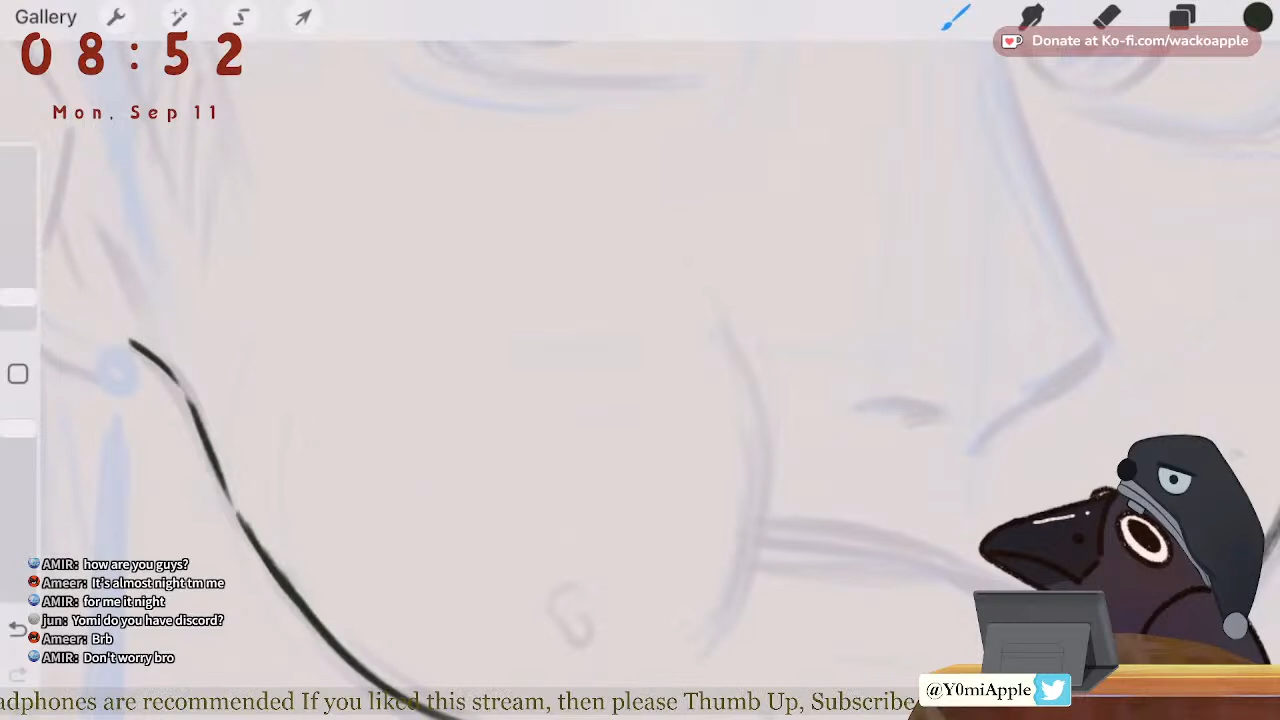 Gallery
Donate at Ko-fi.com/wackoapple
08:52
Mon, Sep 11
AMIR: how are you guys?
Ameer: It's almost night tm me
AMIR: for me it night
jun: Yomi do you have discord?
Ameer: Brb
AMIR: Don't worry bro
@Y0miApple
adphones are recommended If you liked this stream, then please Thumb Up, Subscribe